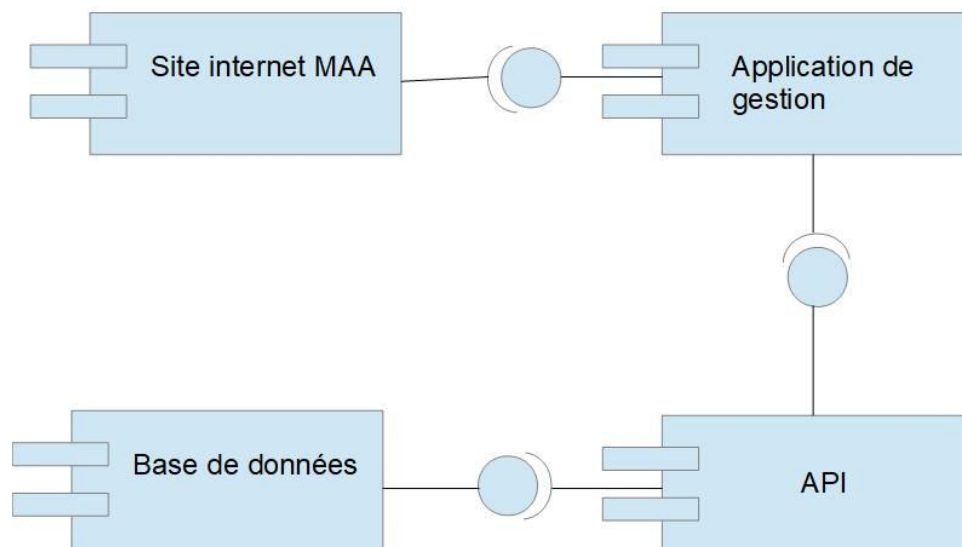 Site internet MAA
Application de
gestion
Base de données
API